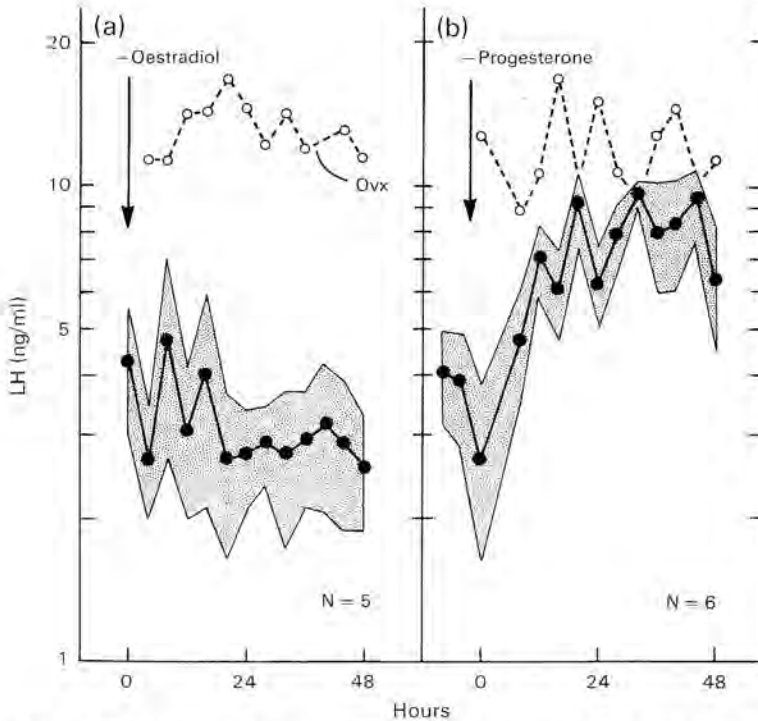 (a)
–Oestradiol
Ovx
N = 5
(b)
–Progesterone
N = 6
20
10
5
1
LH (ng/ml)
0
24
48
0
24
48
Hours